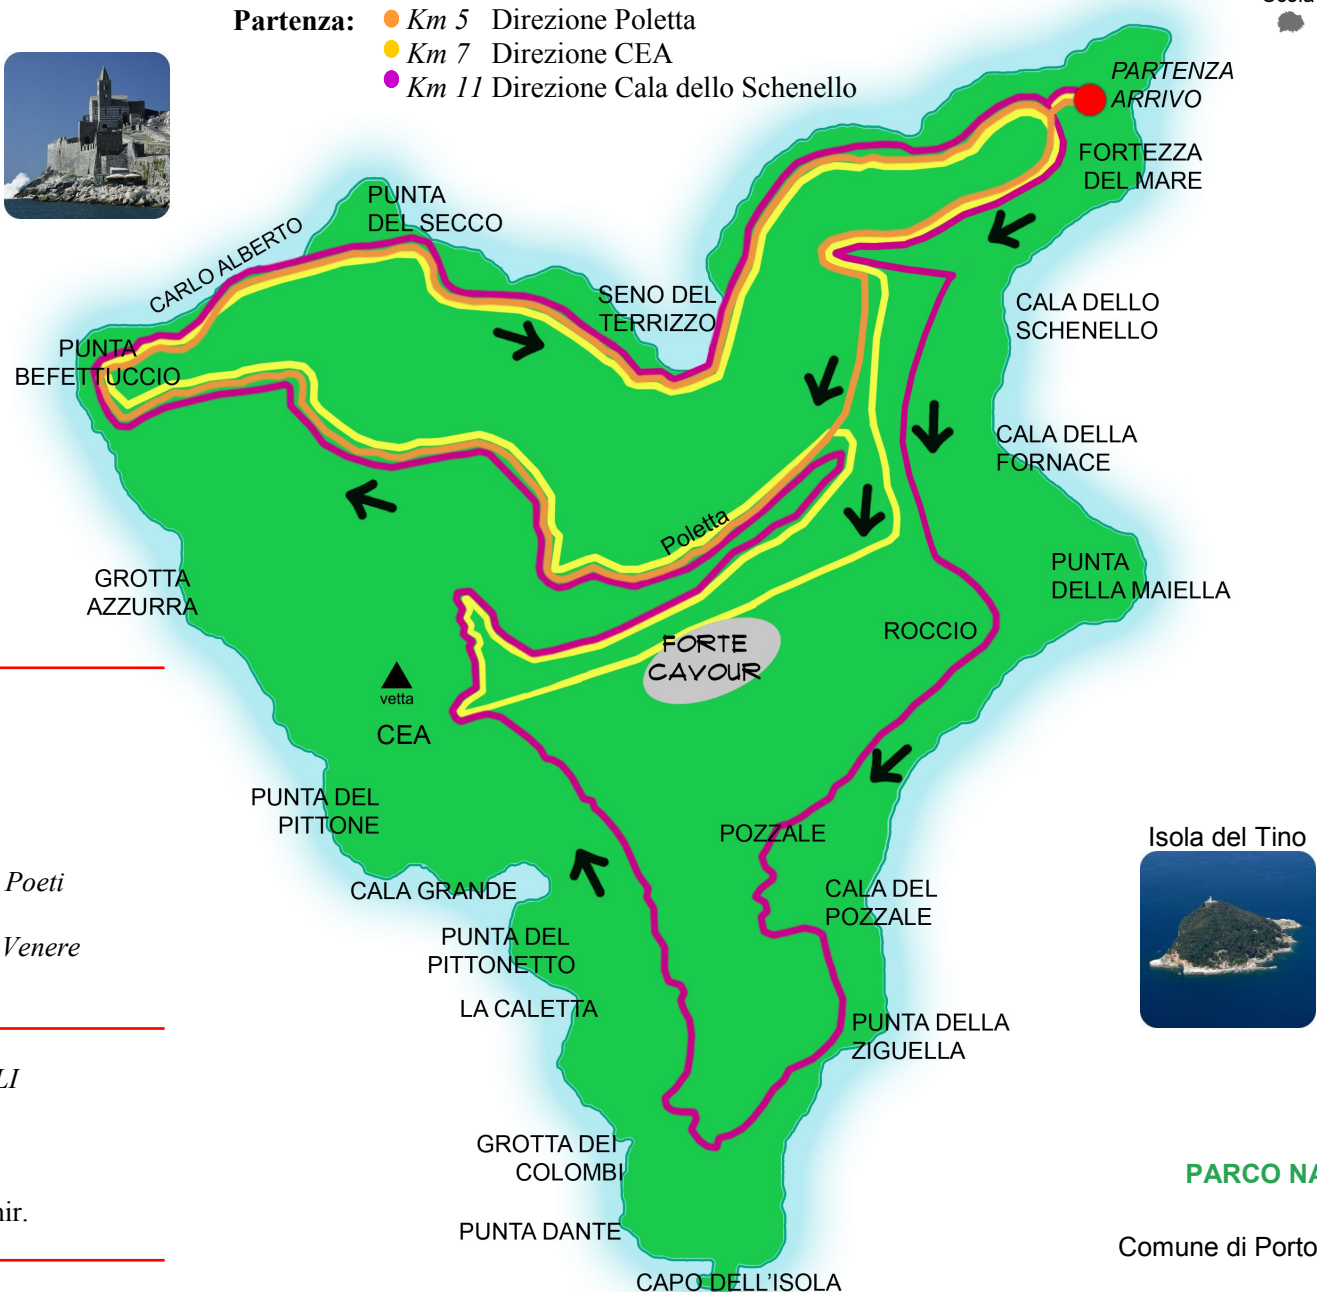 Partenza:
Km 5 Direzione Poletta
Km 7 Direzione CEA
Km 11 Direzione Cala dello Schenello
PARTENZA
ARRIVO
FORTEZZA
DEL MARE
PUNTA
DEL SECCO
CARLO ALBERTO
SENO DEL
TERRIZZO
CALA DELLO
SCHENELLO
PUNTA
BEFETTUCCIO
CALA DELLA
FORNACE
Poletta
PUNTA
DELLA MAIELLA
GROTTA
AZZURRA
ROCCIO
FORTE
CAVOUR
vetta
CEA
PUNTA DEL
PITTONE
POZZALE
Isola del Tino
Poeti
CALA GRANDE
CALA DEL
POZZALE
Venere
PUNTA DEL
PITTONETTO
LA CALETTA
PUNTA DELLA
ZIGUELLA
LI
GROTTA DEI
COLOMBI
PARCO NA
nir.
PUNTA DANTE
Comune di Porto
CAPO DELL'ISOLA